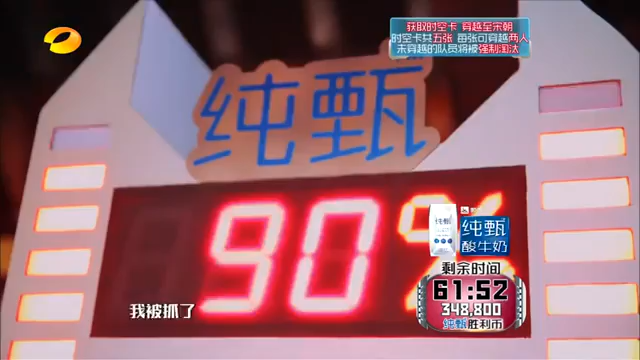 获取时空卡 穿越至宋朝
时空卡共五张 每张可穿越两人
未穿越的队员将被强制淘汰
纯甄
90%
纯甄
纯甄
酸牛奶
剩余时间
61:52
348,800
纯甄胜利币
我被抓了